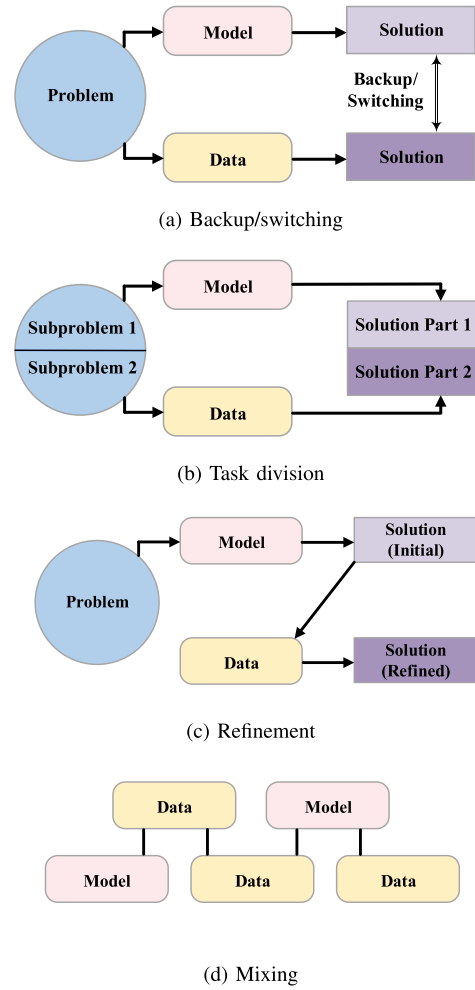 Problem
Model
Solution
Backup/
Switching
Data
Solution
(a) Backup/switching
Subproblem 1
Subproblem 2
Model
Solution Part 1
Solution Part 2
Data
(b) Task division
Problem
Model
Solution
(Initial)
Data
Solution
(Refined)
(c) Refinement
Data
Model
Model
Data
Data
(d) Mixing